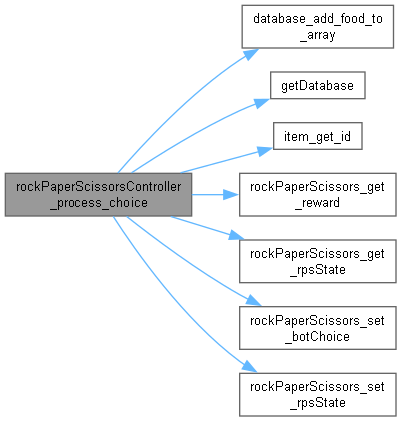 database_add_food_to
_array
getDatabase
item_get_id
rockPaperScissorsController
_process_choice
rockPaperScissors_get
_reward
rockPaperScissors_get
_rpsState
rockPaperScissors_set
_botChoice
rockPaperScissors_set
_rpsState